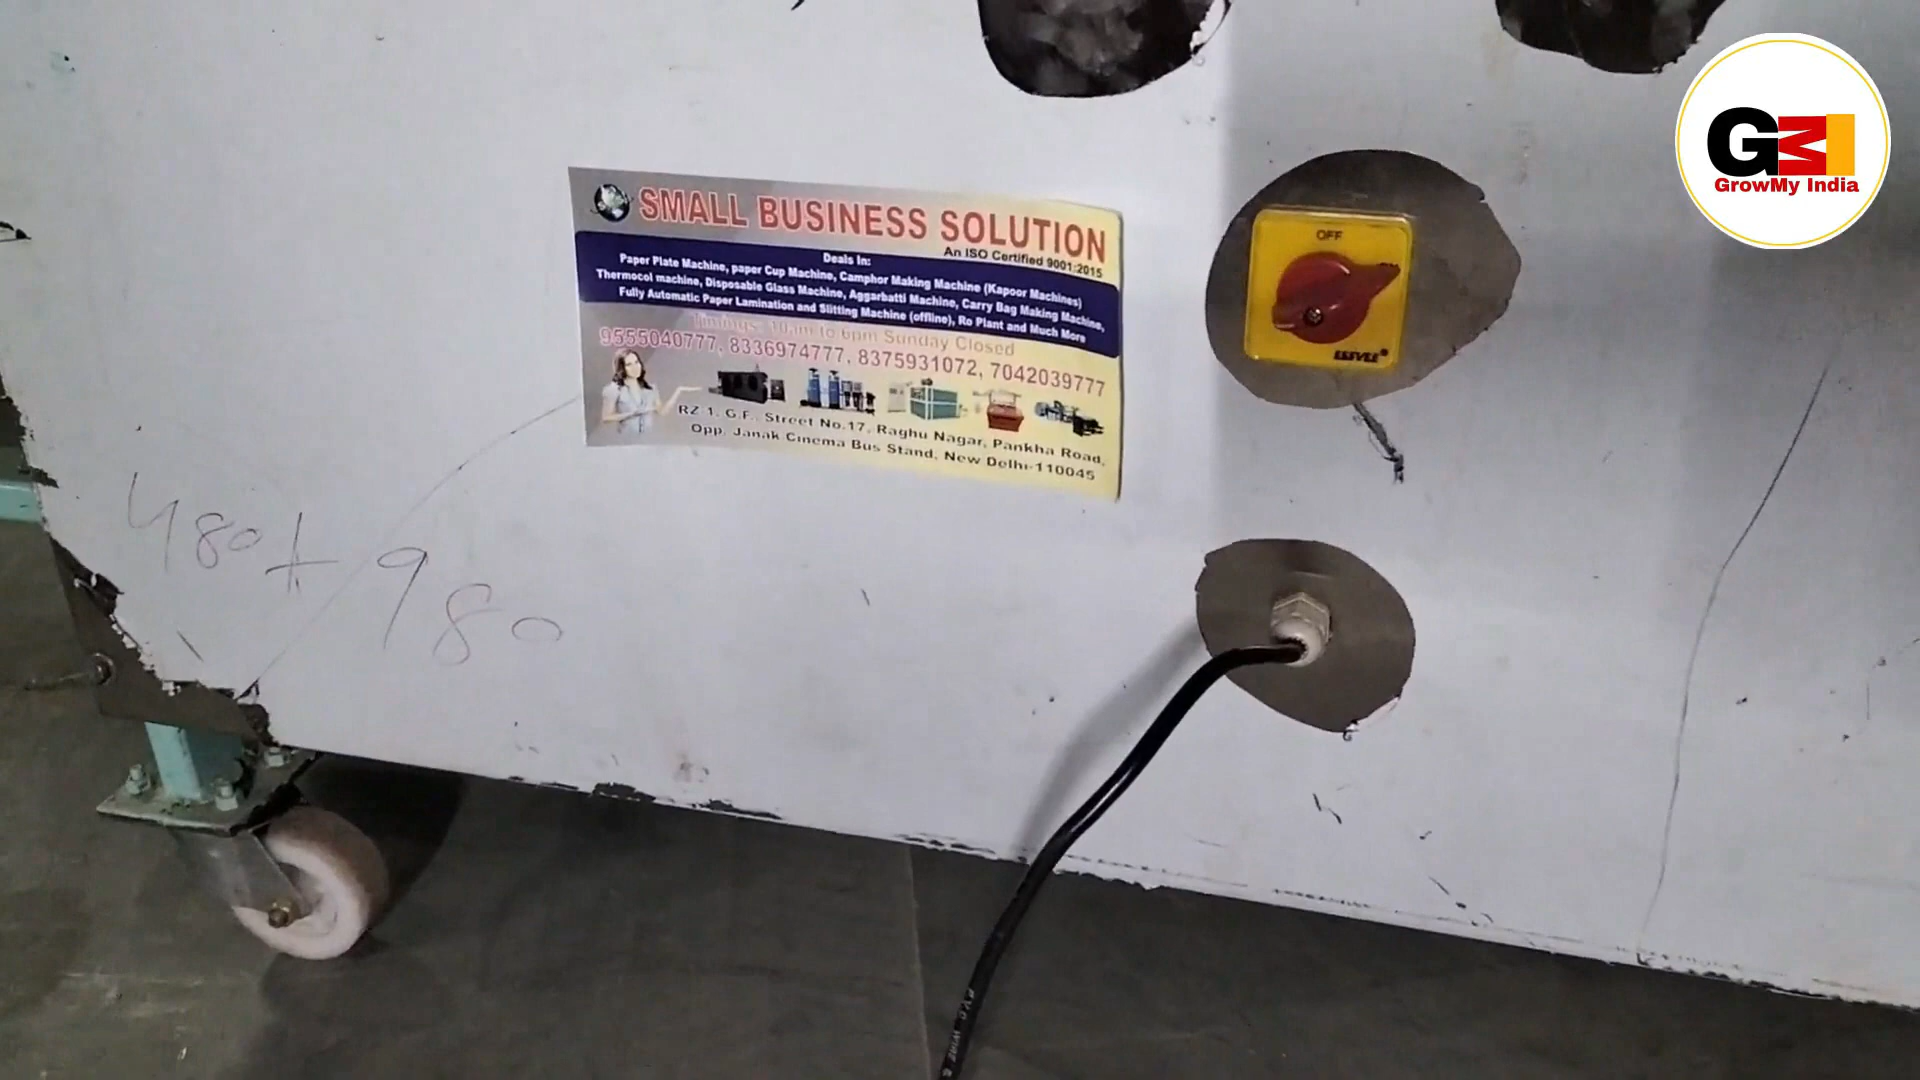 SMALL BUSINESS SOLUTION
An ISO Certified 9001:2015
Deals In:
Paper Plate Machine, paper Cup Machine, Camphor Making Machine (Kapoor Machines)
Thermocol machine, Disposable Glass Machine, Aggarbatti Machine, Carry Bag Making Machine,
Fully Automatic Paper Lamination and Slitting Machine (offline), Ro Plant and Much More
Timings: 10am to 6pm Sunday Closed
9555040777, 8336974777, 8375931072, 7042039777
RZ 1, G.F., Street No.17, Raghu Nagar, Pankha Road,
Opp. Janak Cinema Bus Stand, New Delhi-110045
OFF
GMI
GrowMy India
480+980